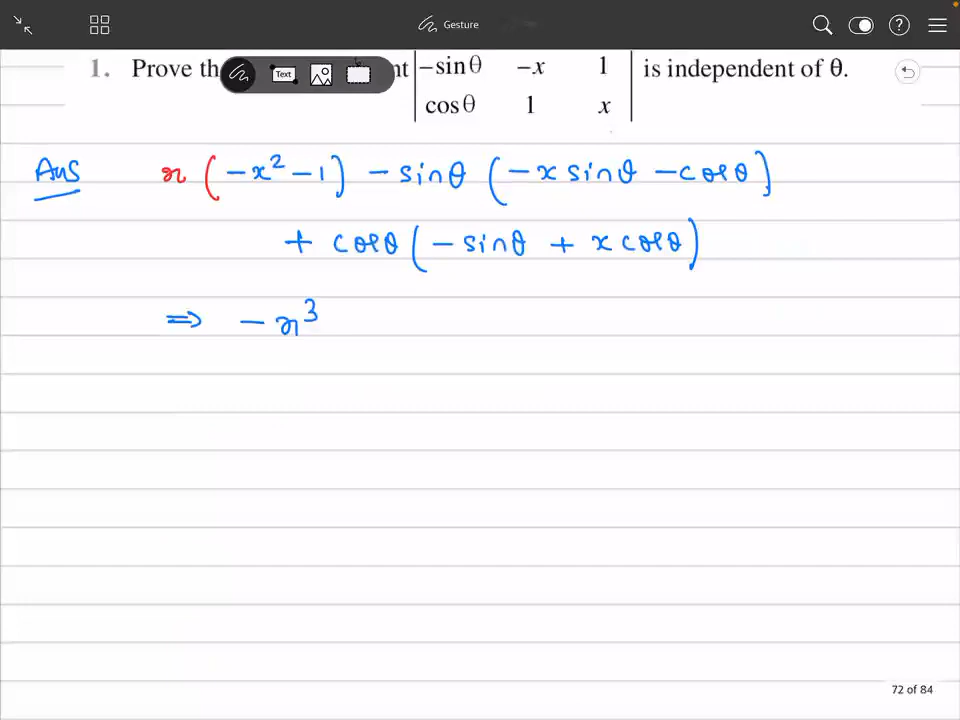 Gesture
1. Prove th nt |−sinθ −x 1| is independent of θ.
Text
|cosθ 1 x|
Ans x (−x² − 1) − sinθ (−x sinθ − cosθ)
+ cosθ (− sinθ + x cosθ)
⇒ − x³
72 of 84